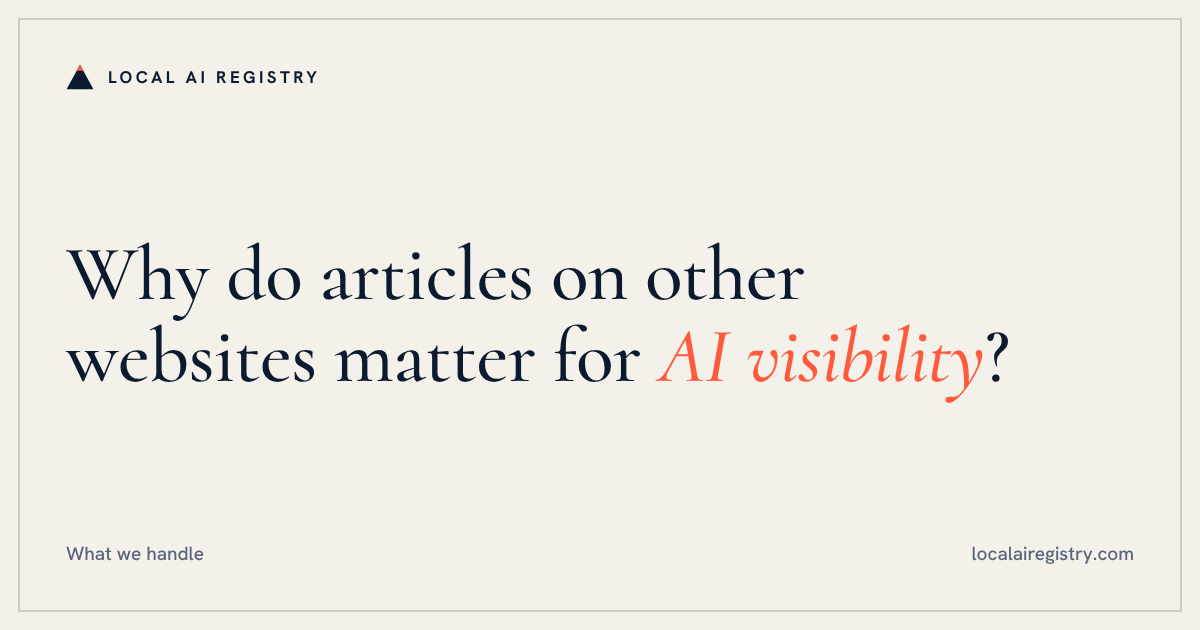 LOCAL AI REGISTRY
Why do articles on other
websites matter for AI visibility?
What we handle
localairegistry.com